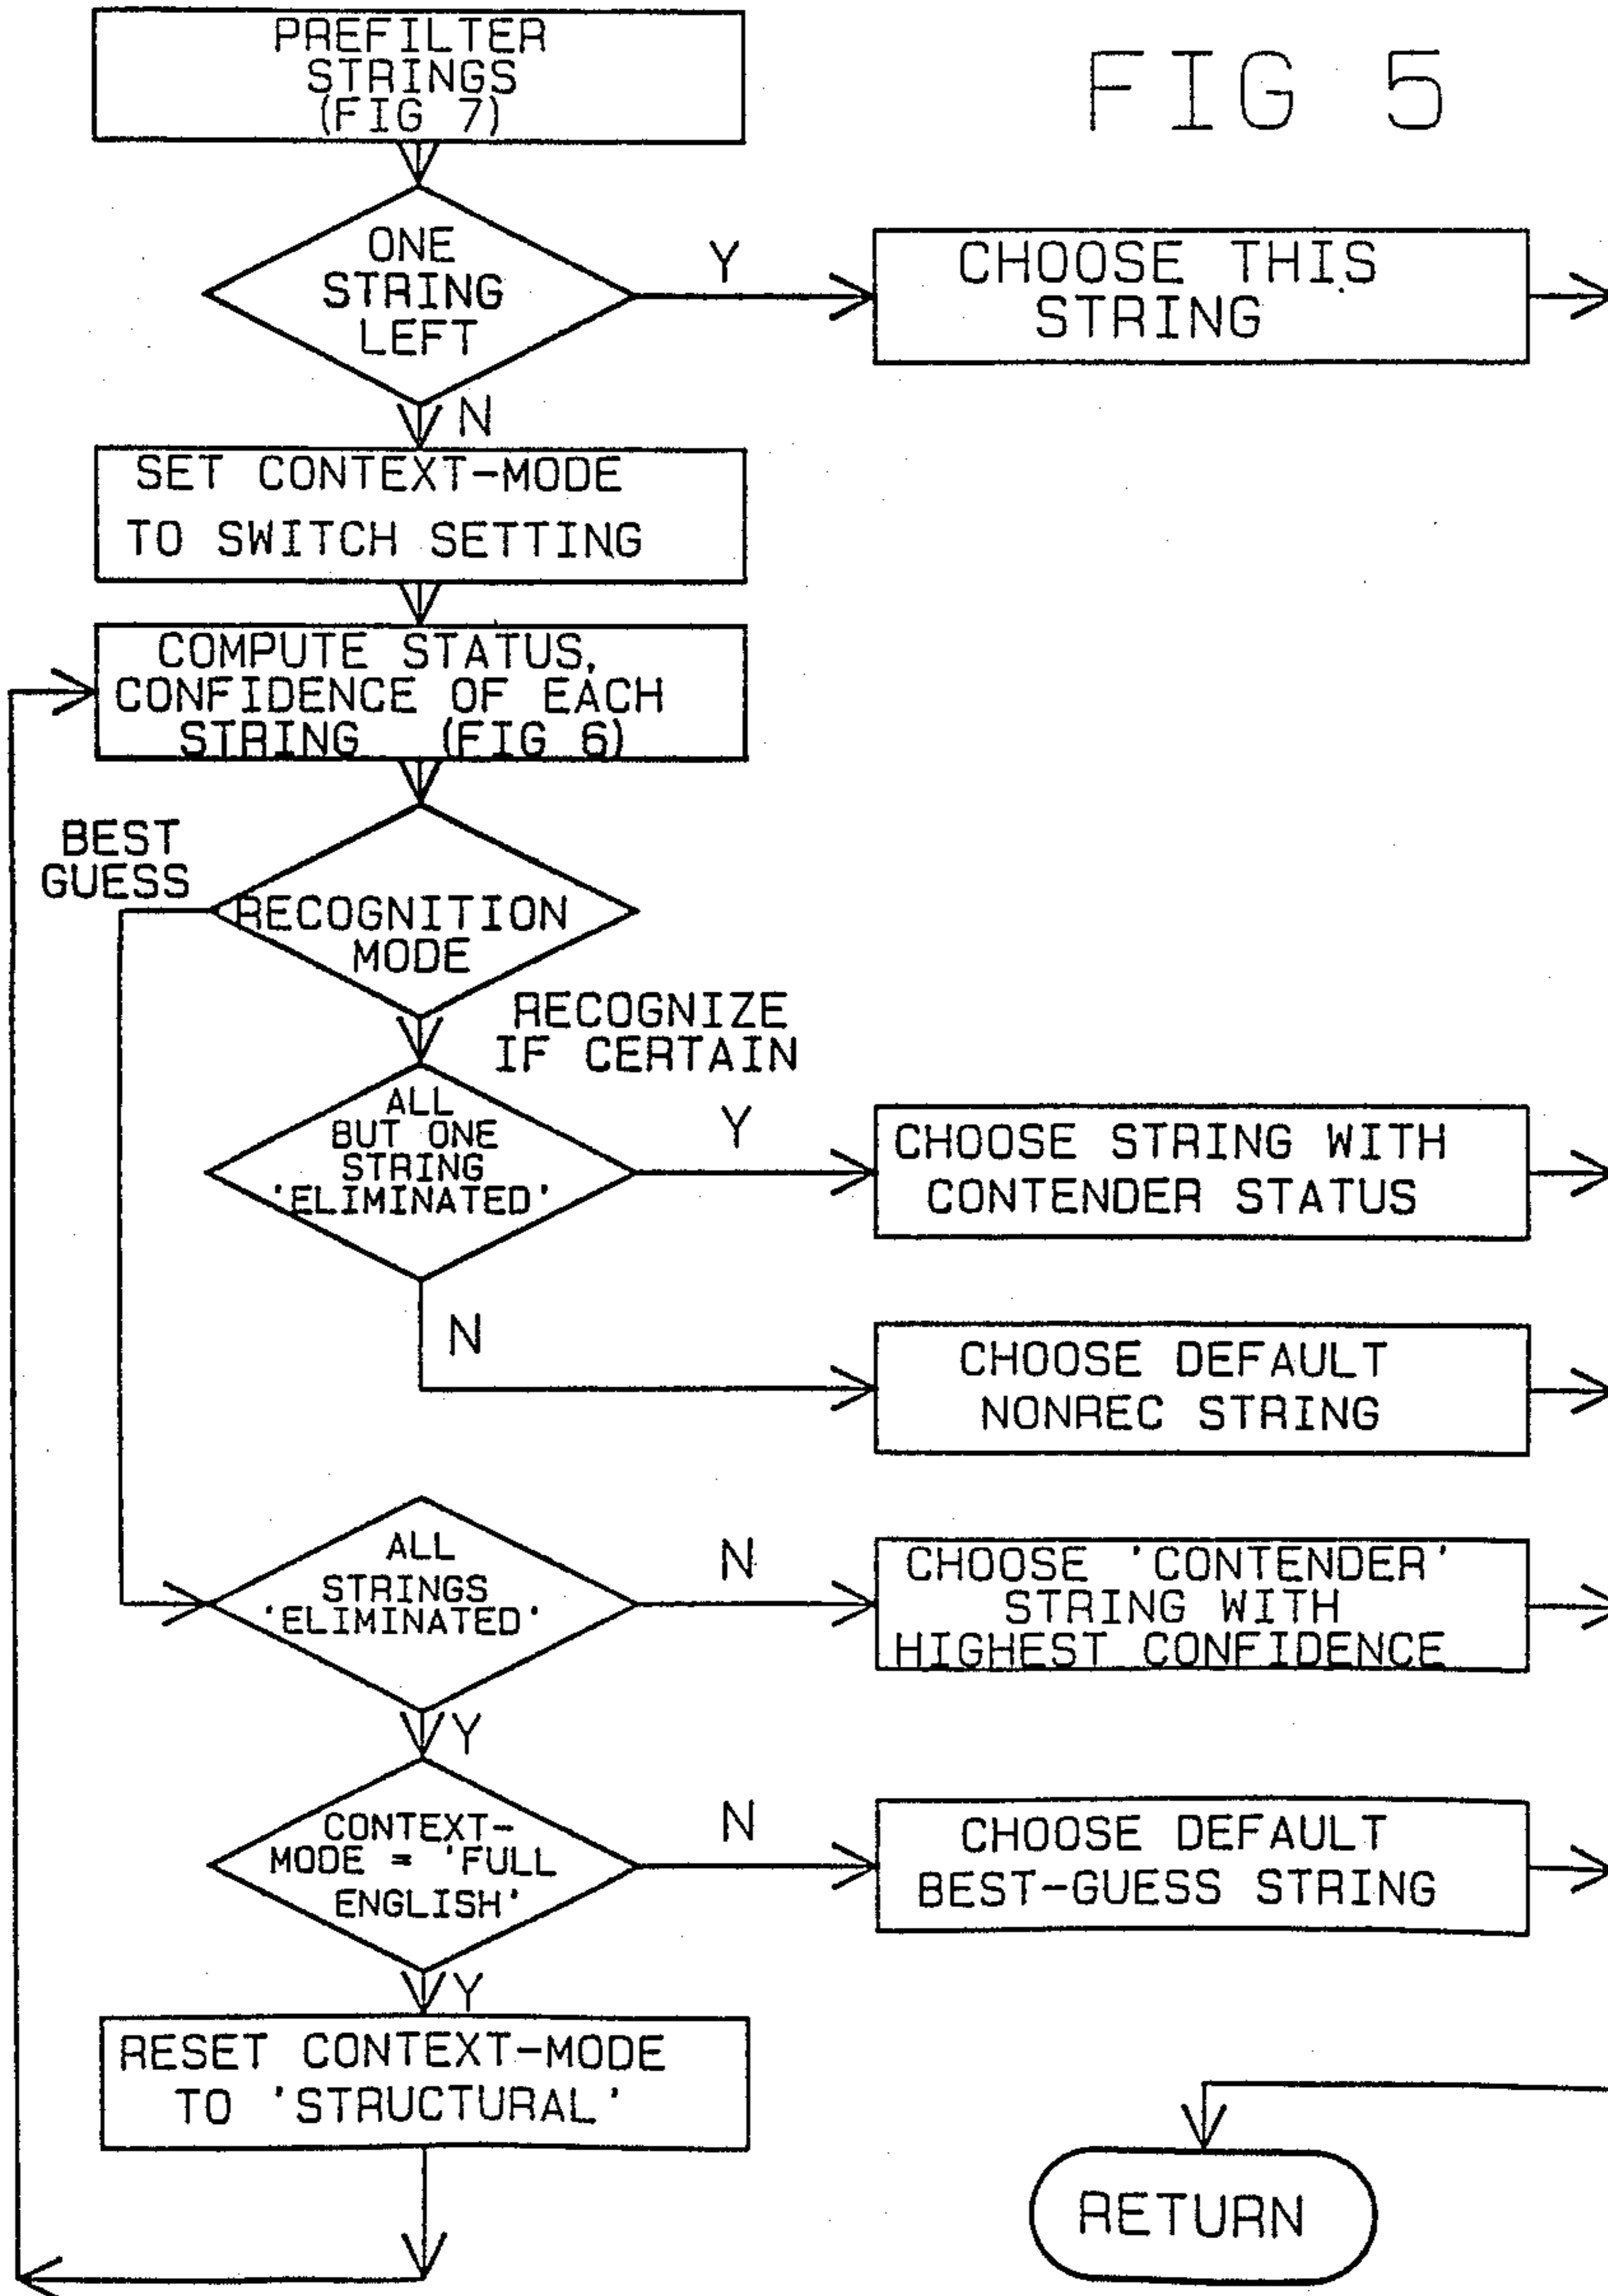 FIG 5
PREFILTER
STRINGS
(FIG 7)
ONE
STRING
LEFT
Y
CHOOSE THIS
STRING
N
SET CONTEXT-MODE
TO SWITCH SETTING
COMPUTE STATUS,
CONFIDENCE OF EACH
STRING (FIG 6)
BEST
GUESS
RECOGNITION
MODE
RECOGNIZE
IF CERTAIN
ALL
BUT ONE
STRING
'ELIMINATED'
Y
CHOOSE STRING WITH
CONTENDER STATUS
N
CHOOSE DEFAULT
NONREC STRING
ALL
STRINGS
'ELIMINATED'
N
CHOOSE 'CONTENDER'
STRING WITH
HIGHEST CONFIDENCE
Y
CONTEXT-
MODE = 'FULL
ENGLISH'
N
CHOOSE DEFAULT
BEST-GUESS STRING
Y
RESET CONTEXT-MODE
TO 'STRUCTURAL'
RETURN